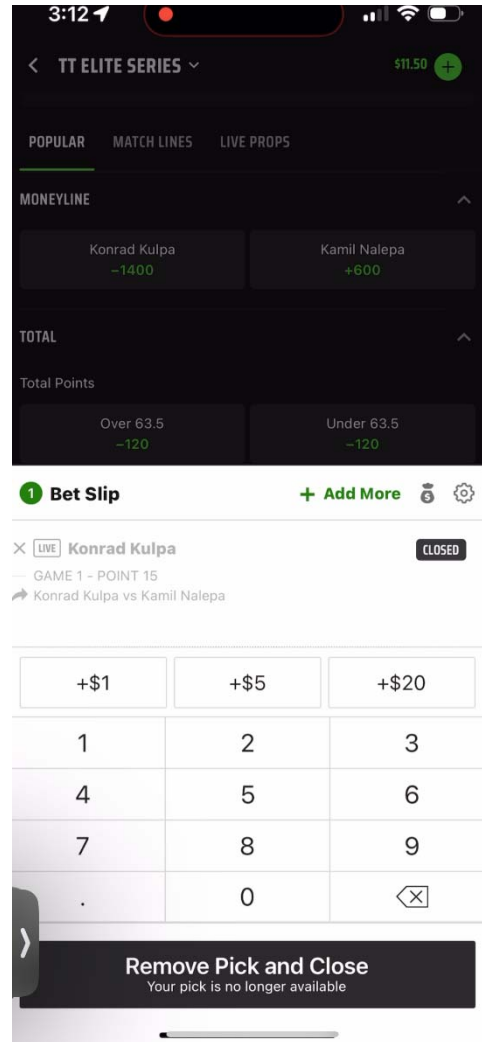 3:12
TT ELITE SERIES
$11.50
POPULAR MATCH LINES LIVE PROPS
MONEYLINE
Konrad Kulpa Kamil Nalepa
−1400 +600
TOTAL
Total Points
Over 63.5 Under 63.5
−120 −120
1 Bet Slip + Add More
LIVE Konrad Kulpa CLOSED
GAME 1 - POINT 15
Konrad Kulpa vs Kamil Nalepa
+$1 +$5 +$20
1 2 3
4 5 6
7 8 9
. 0
Remove Pick and Close
Your pick is no longer available